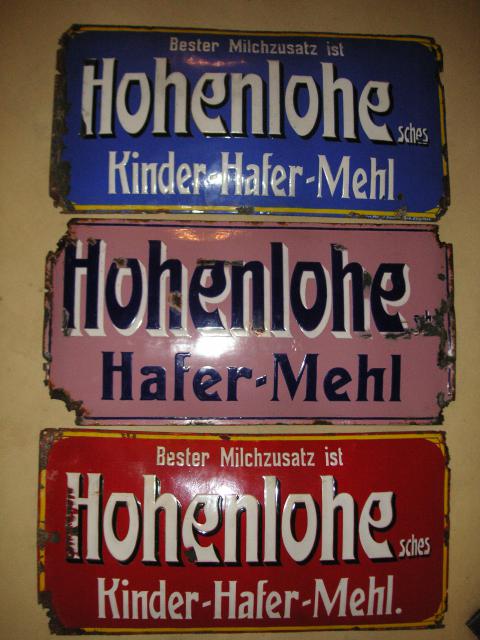 Bester Milchzusatz ist
Hohenlohe sches
Kinder-Hafer-Mehl
Hohenlohe
Hafer-Mehl
Bester Milchzusatz ist
Hohenlohe sches
Kinder-Hafer-Mehl.